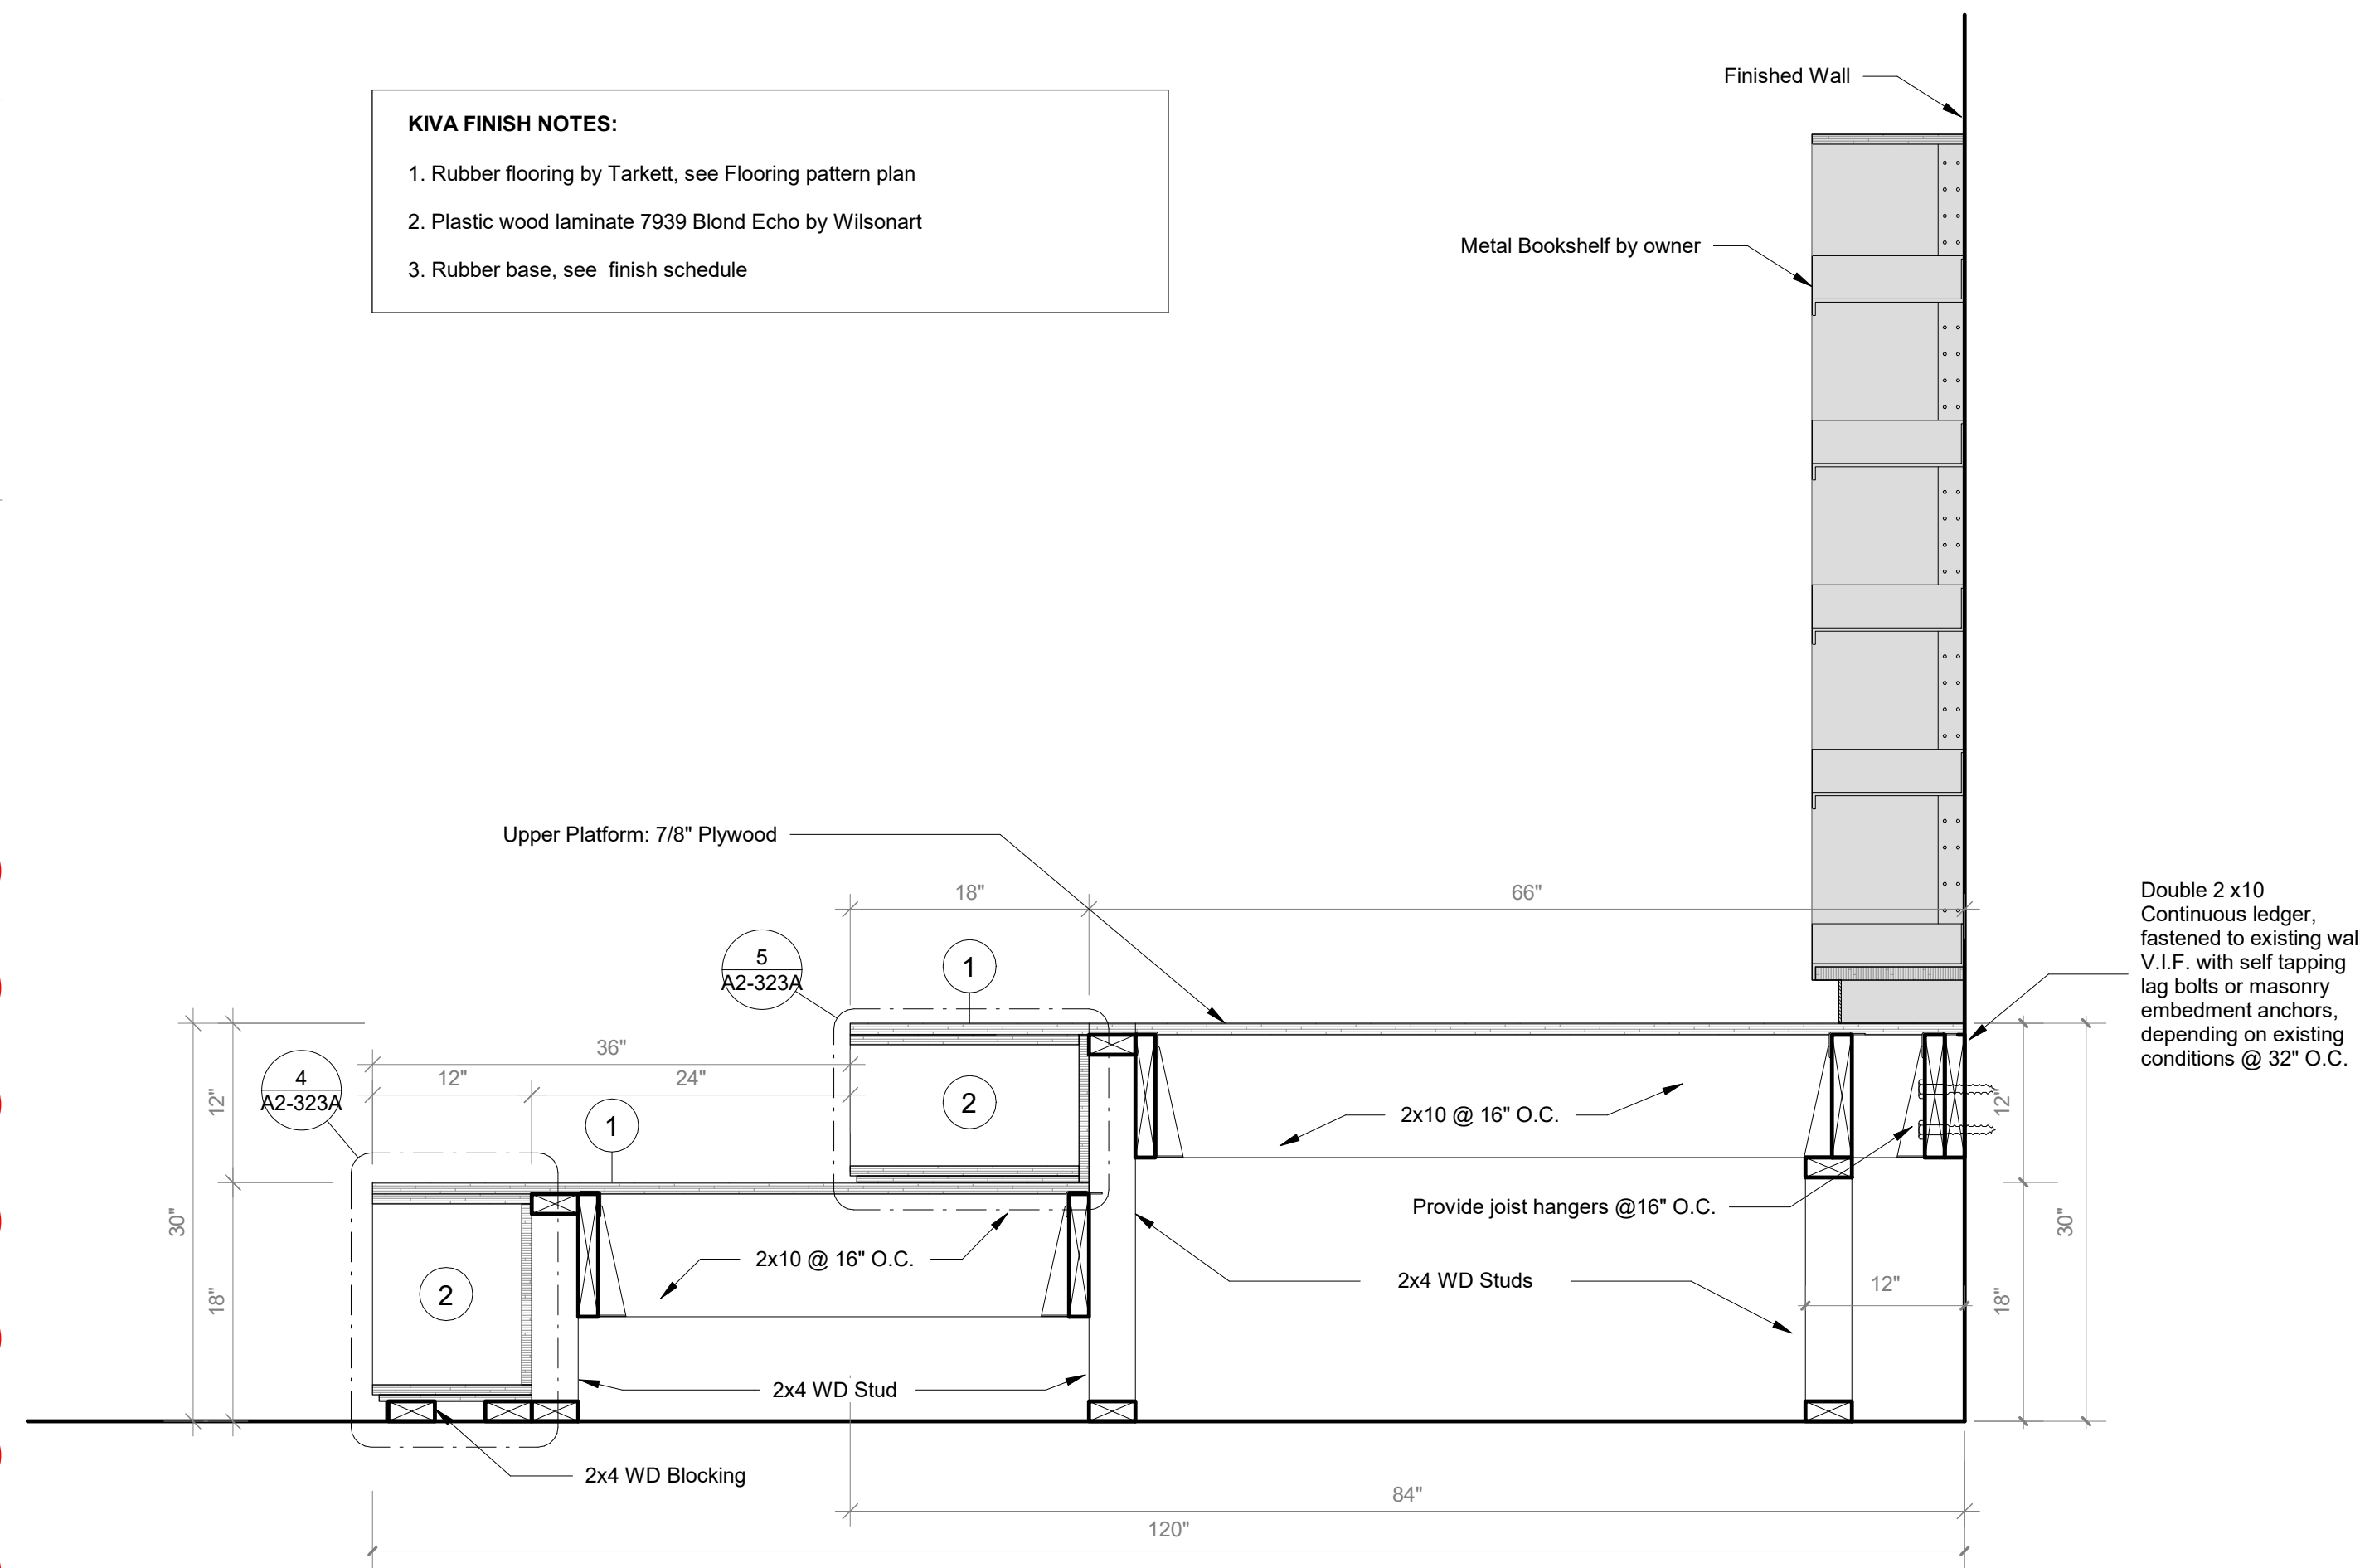 Finished Wall
KIVA FINISH NOTES:
1. Rubber flooring by Tarkett, see Flooring pattern plan
2. Plastic wood laminate 7939 Blond Echo by Wilsonart
3. Rubber base, see  finish schedule
Metal Bookshelf by owner
Upper Platform: 7/8" Plywood
18"
66"
Double 2 x10
Continuous ledger,
fastened to existing wal
V.I.F. with self tapping
lag bolts or masonry
embedment anchors,
depending on existing
conditions @ 32" O.C.
5
A2-323A
1
36"
12"
24"
4
A2-323A
12"
1
2
2x10 @ 16" O.C.
12"
Provide joist hangers @16" O.C.
30"
18"
2
2x10 @ 16" O.C.
2x4 WD Studs
12"
18"
30"
2x4 WD Stud
2x4 WD Blocking
84"
120"